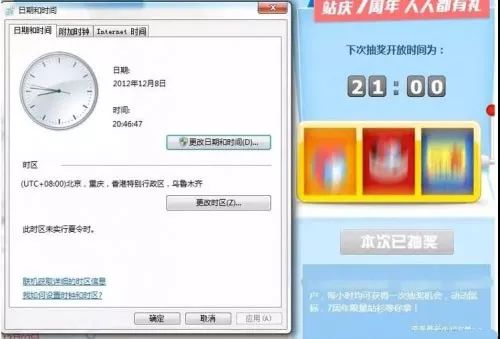 日期和时间
日期和时间 附加时钟 Internet 时间
日期:
2012年12月8日
时间:
20:46:47
更改日期和时间(D)...
时区
(UTC+08:00)北京，重庆，香港特别行政区，乌鲁木齐
更改时区(Z)...
此时区未实行夏令时。
联机获取详细的时区信息
我如何设置时钟和时区?
确定 取消 应用(A)
站庆7周年 人人都有礼
下次抽奖开放时间为:
21:00
本次已抽奖
户，每小时均可获得一次抽奖机会，动动鼠
标，7周年限量站衫等你拿!